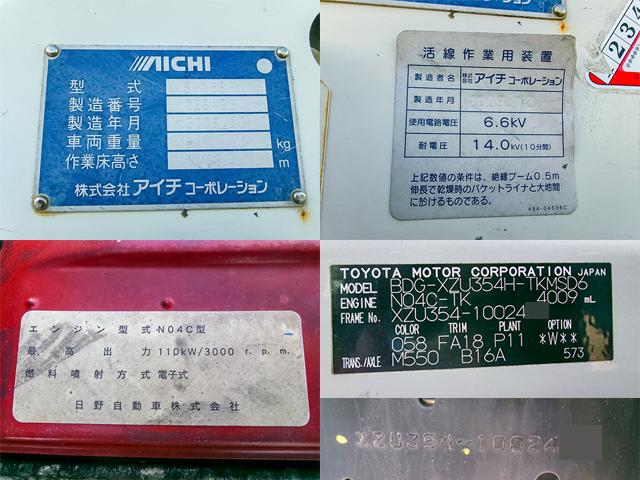 AICHI
型 式
製造番号
製造年月
車両重量 kg
作業床高さ m
株式会社 アイチ コーポレーション
234
活線作業用装置
製造者名 株式会社 アイチ コーポレーション
製造年月
使用電路電圧 6.6kV
耐電圧 14.0kV(10分間)
上記数値の条件は、絶縁ブーム0.5m
伸長で乾燥時のバケットライナと大地間
に於けるものである。
494-04536C
エンジン型式 N04C型
最高出力 110kW/3000 r.p.m.
燃料噴射方式 電子式
日野自動車株式会社
TOYOTA MOTOR CORPORATION JAPAN
MODEL BDG-XZU354H-TKMSD6
ENGINE N04C-TK 4009 mL
FRAME No. XZU354-10024
COLOR TRIM PLANT OPTION
058 FA18 P11 *W**
TRANS./AXLE M550 B16A 573
XZU354-10024